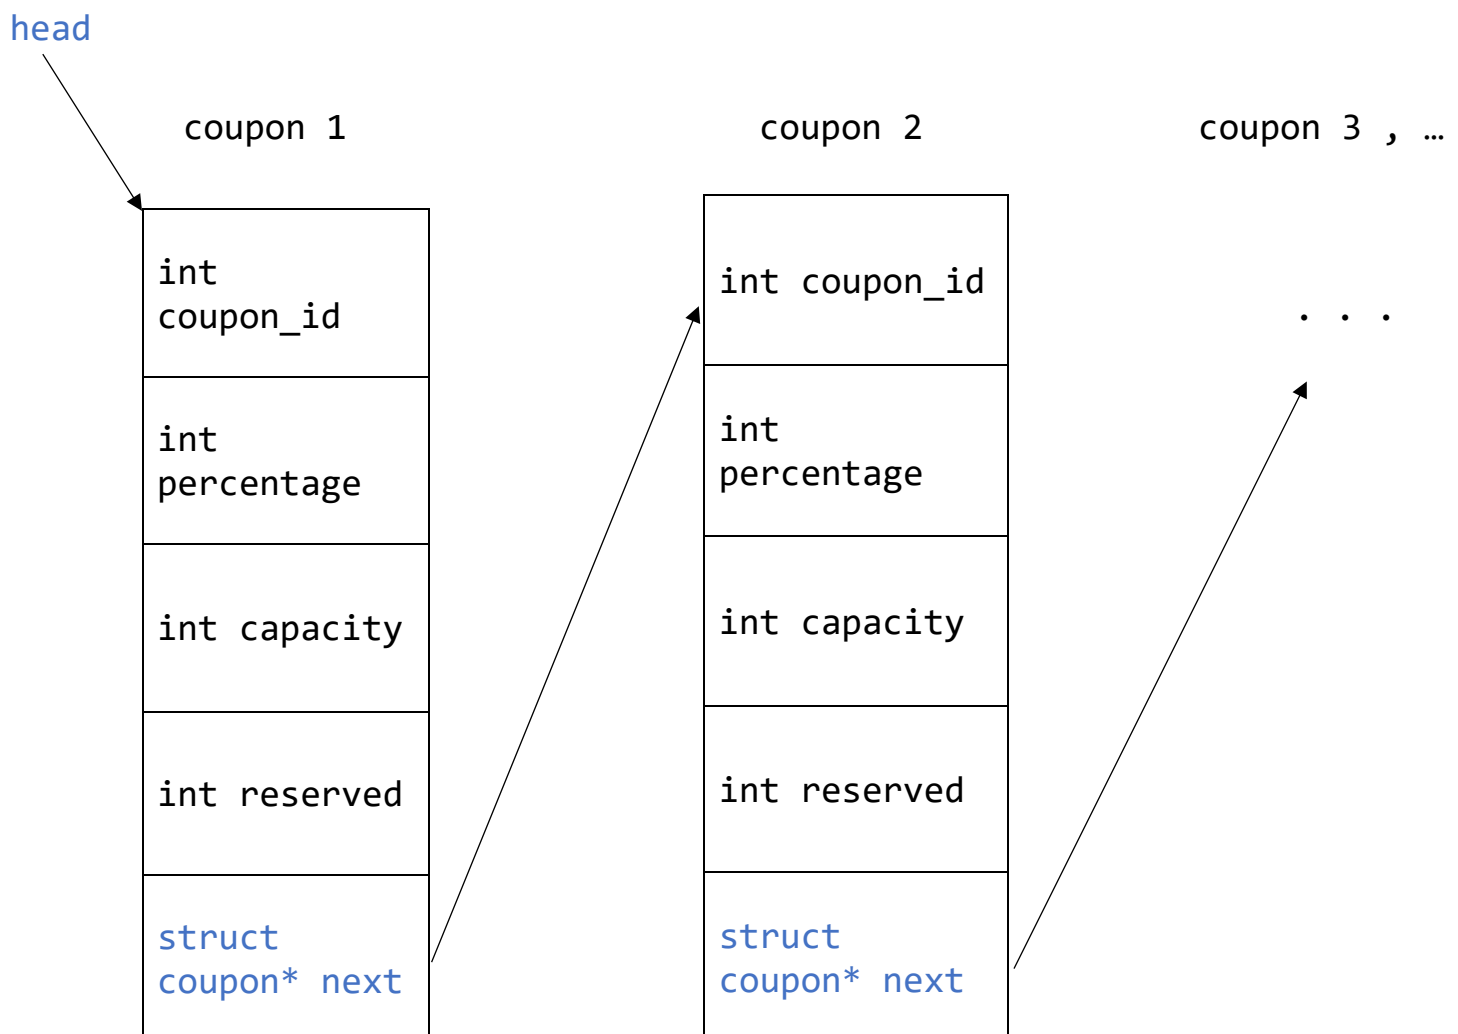 head
coupon 1
coupon 2
coupon 3 , …
int
coupon_id
int
percentage
int capacity
int reserved
struct
coupon* next
int coupon_id
int
percentage
int capacity
int reserved
struct
coupon* next
. . .